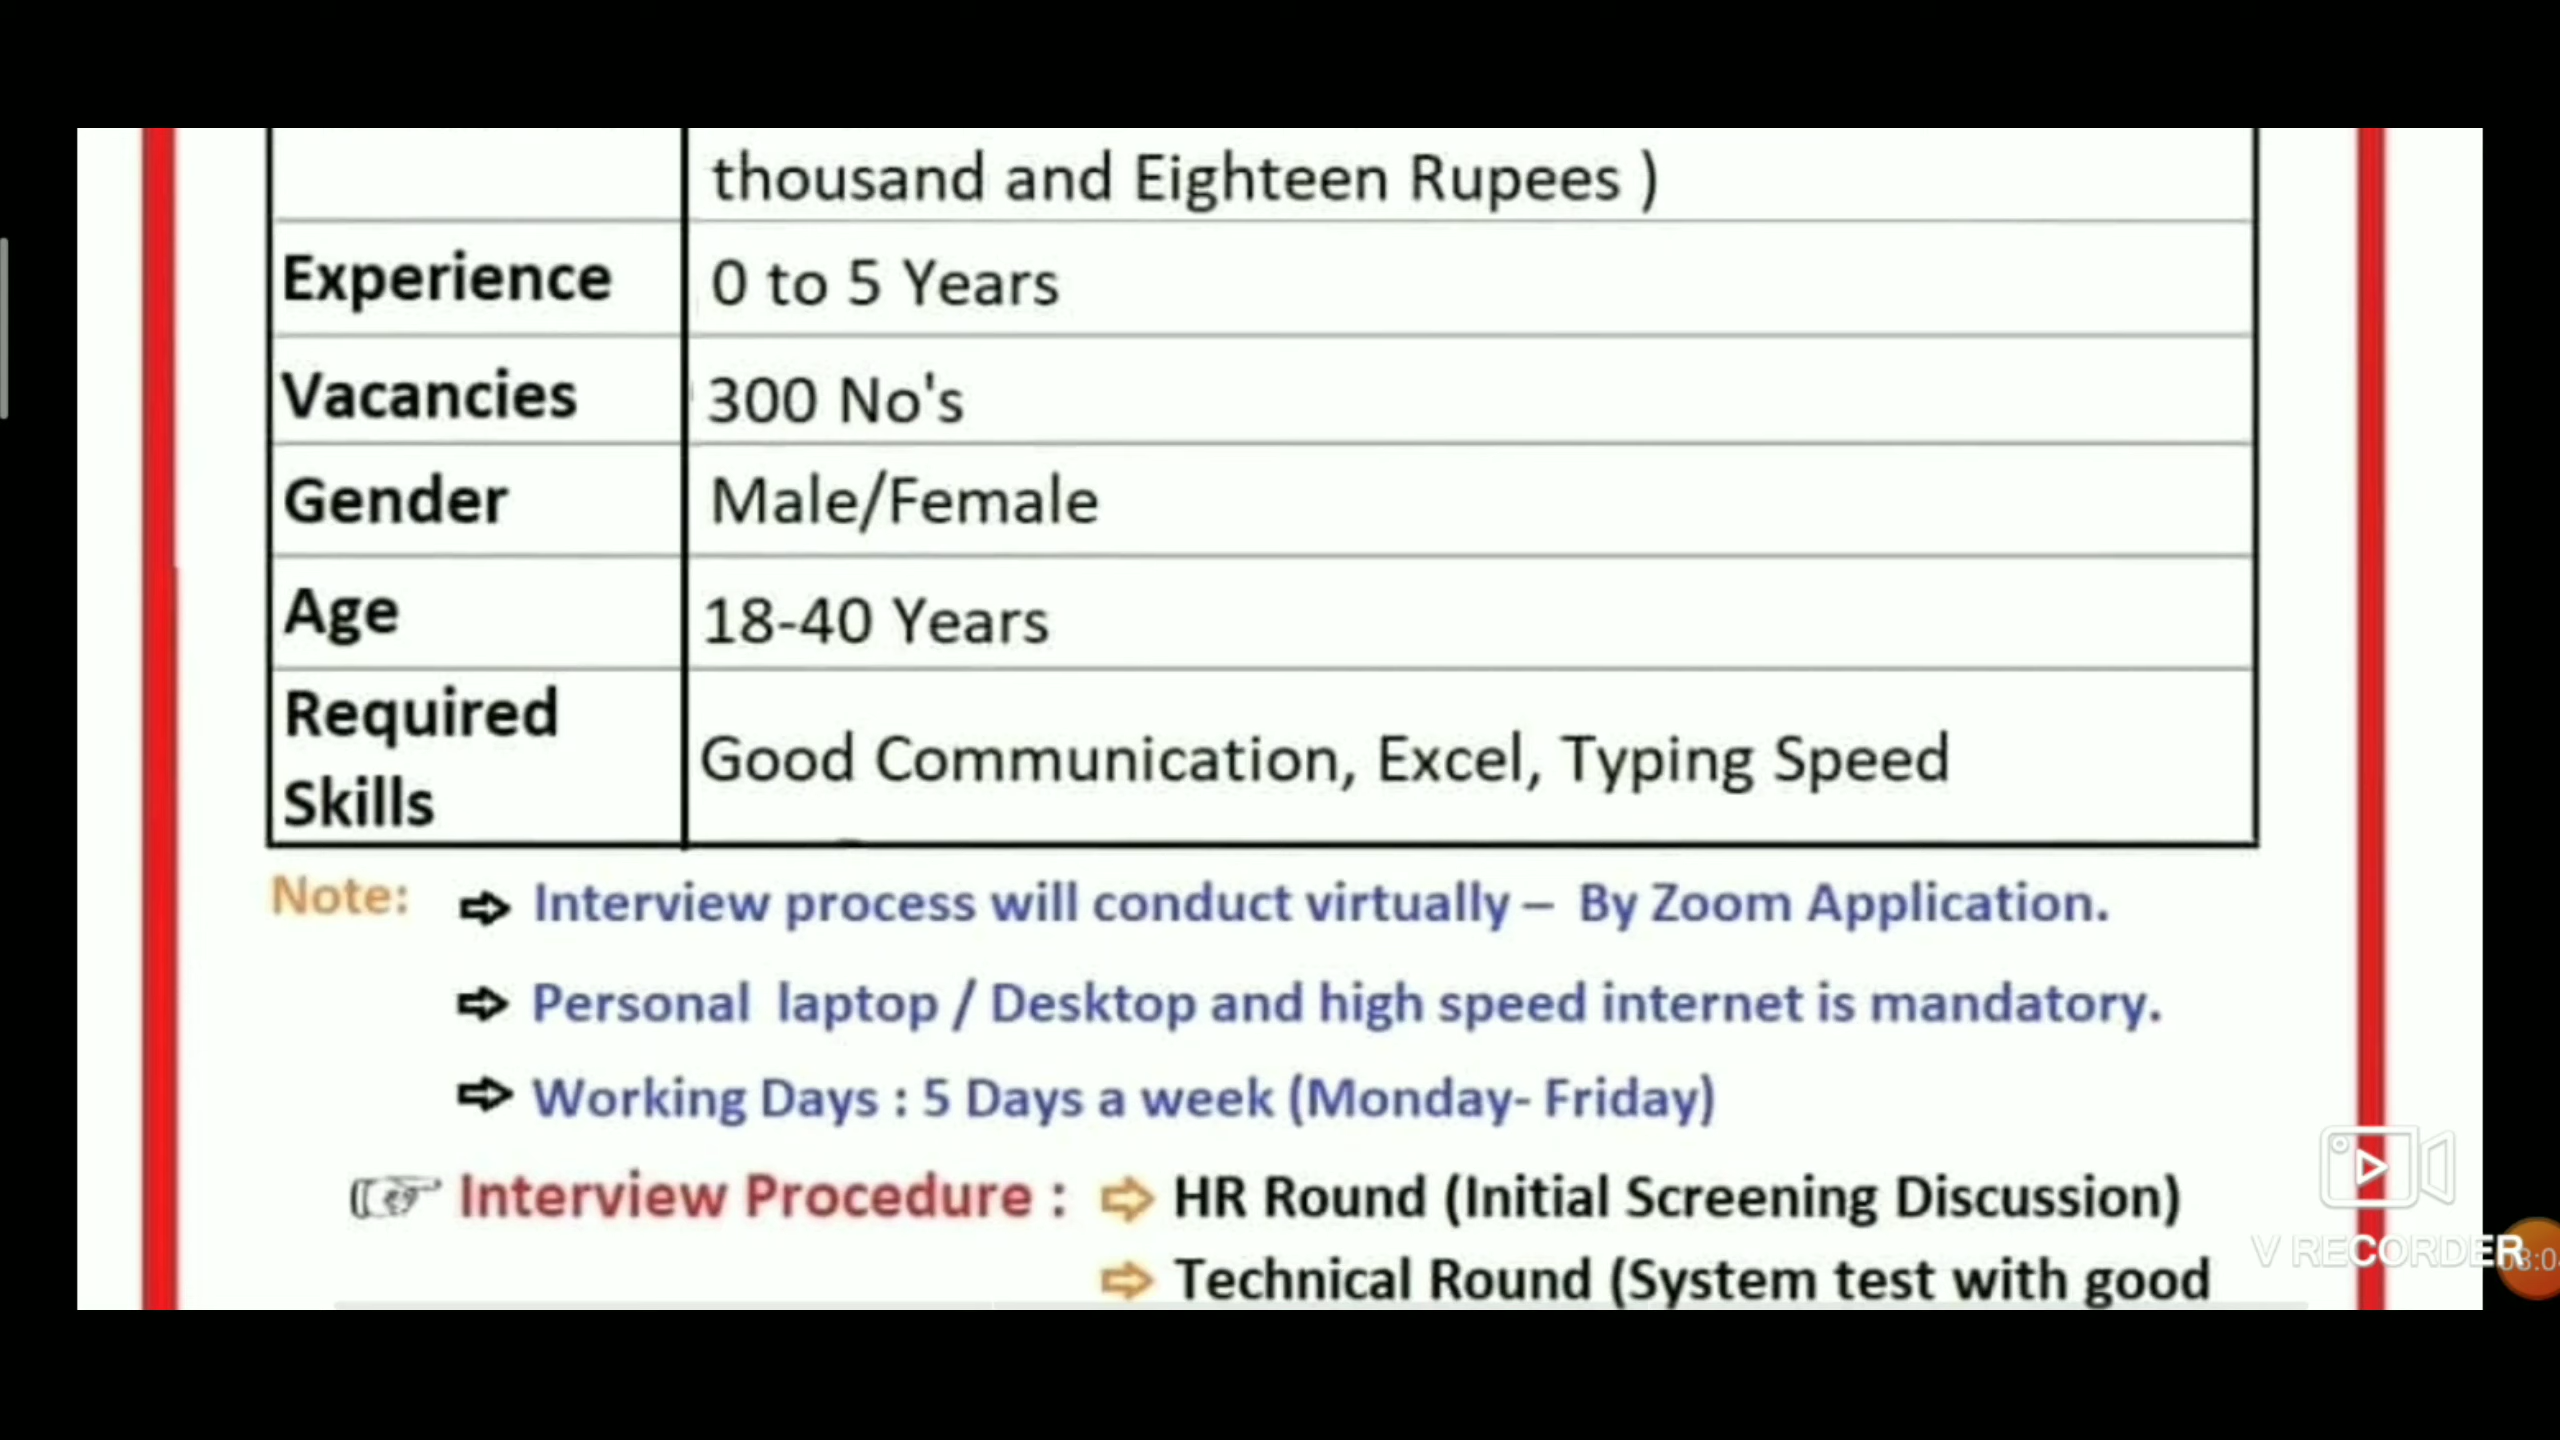 thousand and Eighteen Rupees )
Experience 0 to 5 Years
Vacancies 300 No's
Gender Male/Female
Age 18-40 Years
Required
Skills
Good Communication, Excel, Typing Speed
Note: ⇨ Interview process will conduct virtually – By Zoom Application.
⇨ Personal laptop / Desktop and high speed internet is mandatory.
⇨ Working Days : 5 Days a week (Monday- Friday)
☞ Interview Procedure : ⇨ HR Round (Initial Screening Discussion)
⇨ Technical Round (System test with good
V RECORDER